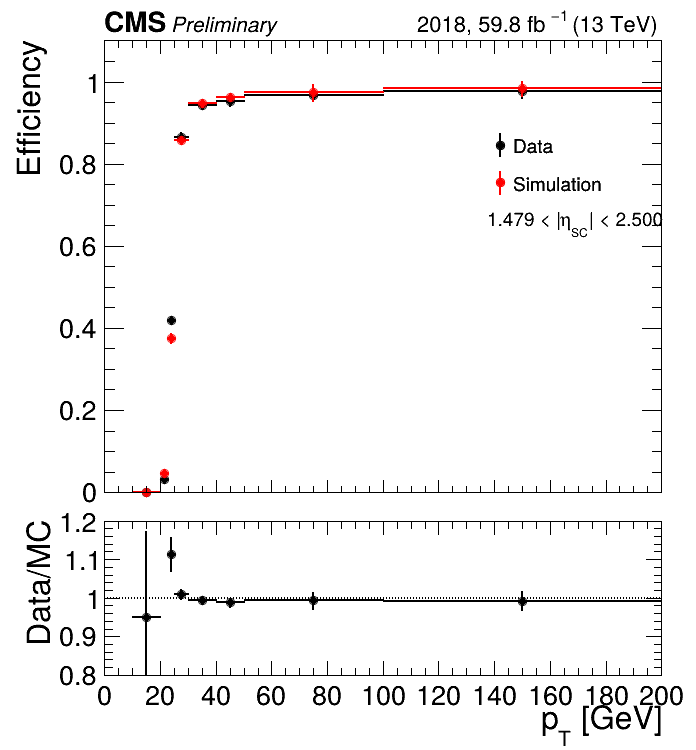 CMS Preliminary 2018, 59.8 fb⁻¹ (13 TeV)
Efficiency
1
0.8
0.6
0.4
0.2
0
Data
Simulation
1.479 < |η_SC| < 2.500
Data/MC
1.2
1.1
1
0.9
0.8
0 20 40 60 80 100 120 140 160 180 200
p_T [GeV]